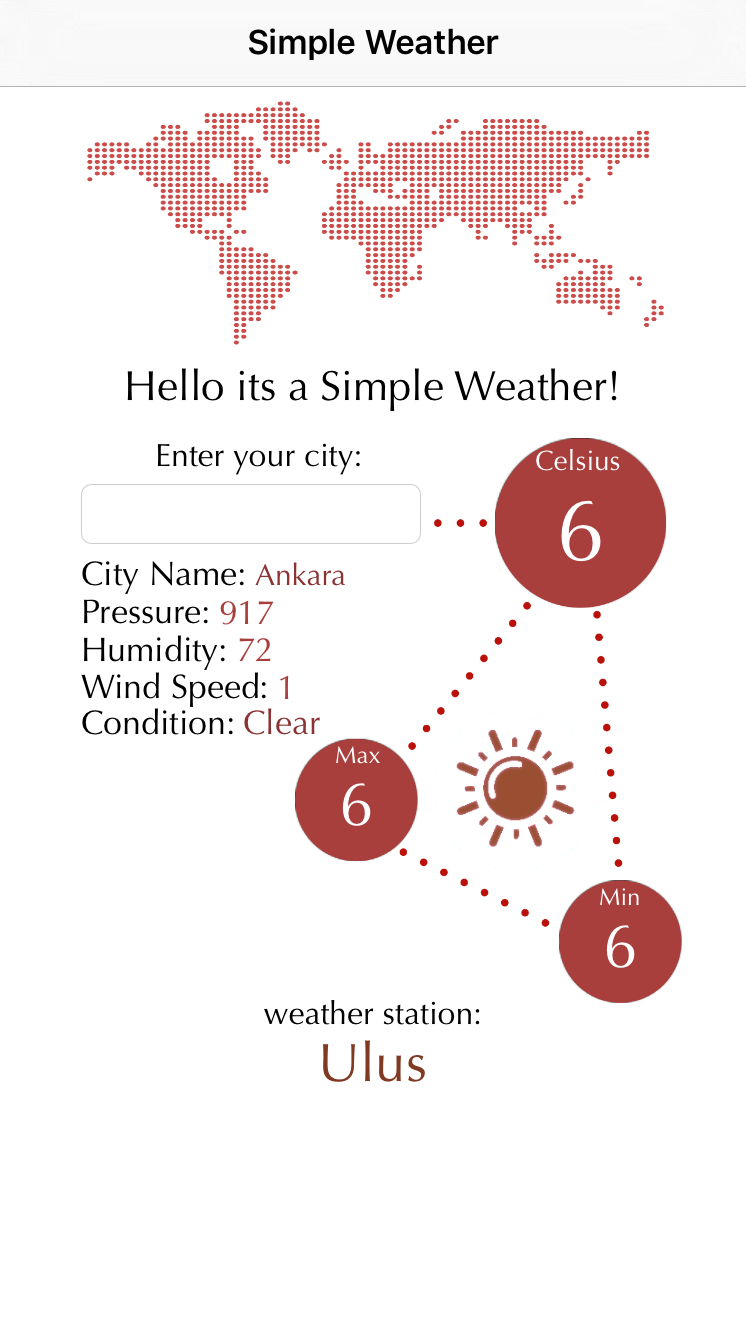 Simple Weather
Hello its a Simple Weather!
Enter your city:
Celsius
6
City Name: Ankara
Pressure: 917
Humidity: 72
Wind Speed: 1
Condition: Clear
Max
6
Min
6
weather station:
Ulus